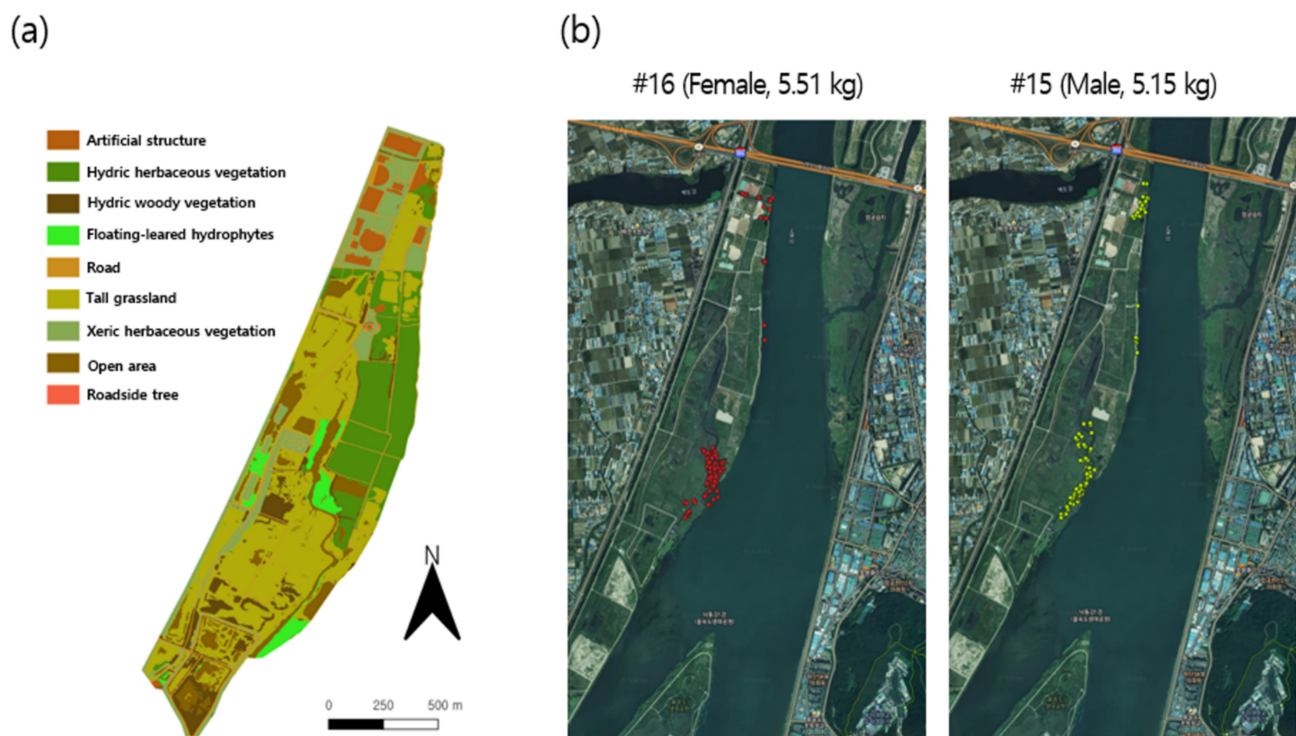 (a)
Artificial structure
Hydric herbaceous vegetation
Hydric woody vegetation
Floating-leared hydrophytes
Road
Tall grassland
Xeric herbaceous vegetation
Open area
Roadside tree
N
0 250 500 m
(b)
#16 (Female, 5.51 kg)
#15 (Male, 5.15 kg)